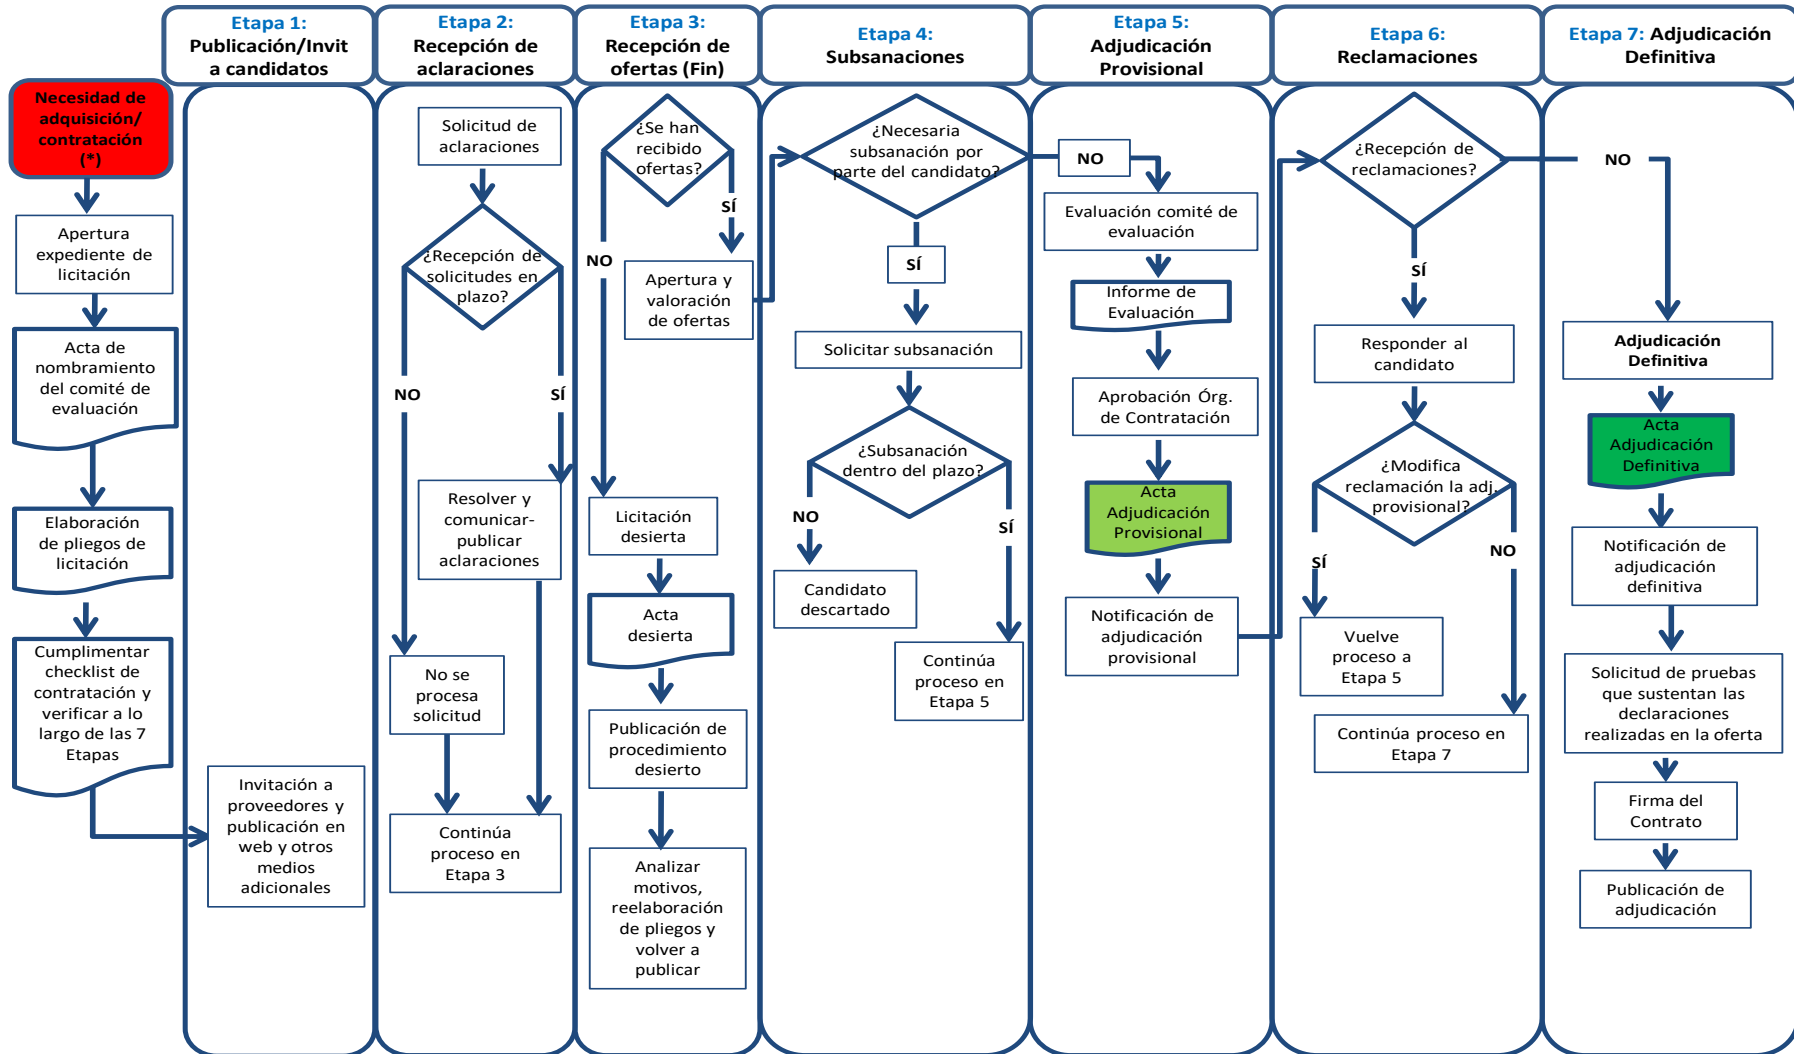 Etapa 1:
Publicación/Invit
a candidatos
Etapa 2:
Recepción de
aclaraciones
Etapa 3:
Recepción de
ofertas (Fin)
Etapa 4:
Subsanaciones
Etapa 5:
Adjudicación
Provisional
Etapa 6:
Reclamaciones
Etapa 7: Adjudicación
Definitiva
Necesidad de
adquisición/
contratación
(*)
Apertura
expediente de
licitación
Acta de
nombramiento
del comité de
evaluación
Elaboración
de pliegos de
licitación
Cumplimentar
checklist de
contratación y
verificar a lo
largo de las 7
Etapas
Invitación a
proveedores y
publicación en
web y otros
medios
adicionales
Solicitud de
aclaraciones
¿Recepción de
solicitudes en
plazo?
NO
SÍ
Resolver y
comunicar-
publicar
aclaraciones
No se
procesa
solicitud
Continúa
proceso en
Etapa 3
¿Se han
recibido
ofertas?
SÍ
NO
Apertura y
valoración
de ofertas
Licitación
desierta
Acta
desierta
Publicación de
procedimiento
desierto
Analizar
motivos,
reelaboración
de pliegos y
volver a
publicar
¿Necesaria
subsanación por
parte del candidato?
SÍ
Solicitar subsanación
¿Subsanación
dentro del plazo?
NO
SÍ
Candidato
descartado
Continúa
proceso en
Etapa 5
NO
Evaluación comité de
evaluación
Informe de
Evaluación
Aprobación Órg.
de Contratación
Acta
Adjudicación
Provisional
Notificación de
adjudicación
provisional
¿Recepción de
reclamaciones?
SÍ
Responder al
candidato
¿Modifica
reclamación la adj.
provisional?
SÍ
NO
Vuelve
proceso a
Etapa 5
Continúa proceso en
Etapa 7
NO
Adjudicación
Definitiva
Acta
Adjudicación
Definitiva
Notificación de
adjudicación
definitiva
Solicitud de pruebas
que sustentan las
declaraciones
realizadas en la oferta
Firma del
Contrato
Publicación de
adjudicación